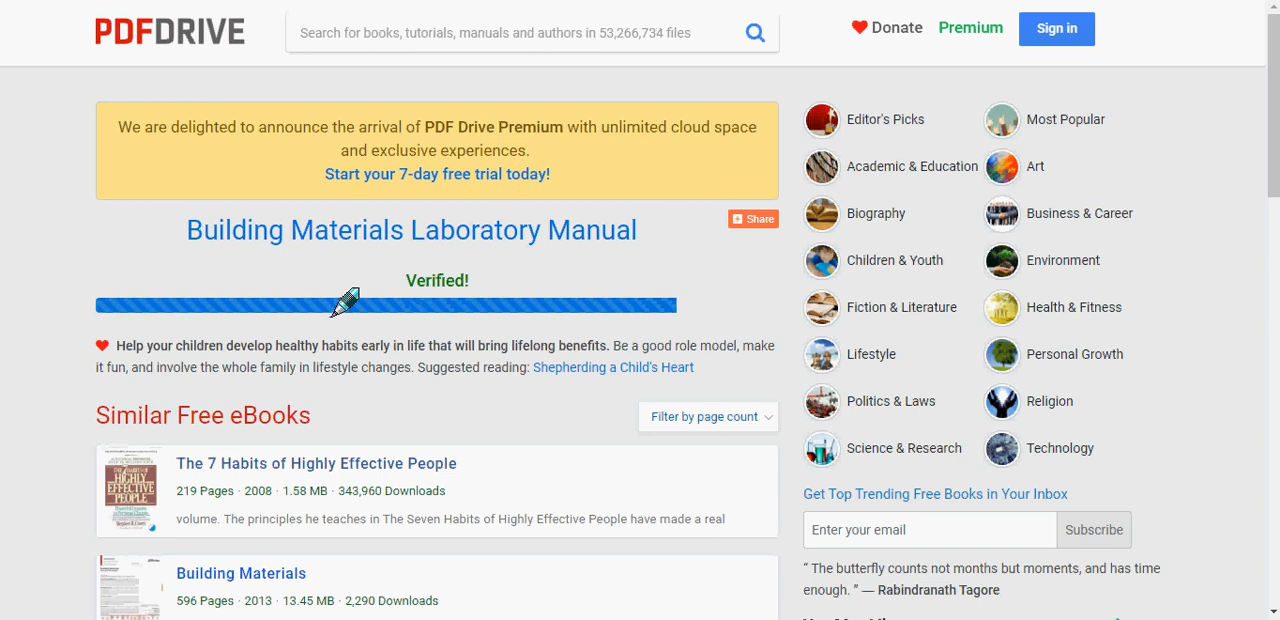 PDFDRIVE
Search for books, tutorials, manuals and authors in 53,266,734 files
Donate
Premium
Sign in
We are delighted to announce the arrival of PDF Drive Premium with unlimited cloud space
and exclusive experiences.
Start your 7-day free trial today!
Share
Building Materials Laboratory Manual
Verified!
Help your children develop healthy habits early in life that will bring lifelong benefits. Be a good role model, make
it fun, and involve the whole family in lifestyle changes. Suggested reading: Shepherding a Child's Heart
Similar Free eBooks
Filter by page count
The 7 Habits of Highly Effective People
219 Pages · 2008 · 1.58 MB · 343,960 Downloads
volume. The principles he teaches in The Seven Habits of Highly Effective People have made a real
HIGHLY
EFFECTIVE
PEOPLE
Building Materials
596 Pages · 2013 · 13.45 MB · 2,290 Downloads
Editor's Picks
Most Popular
Academic & Education
Art
Biography
Business & Career
Children & Youth
Environment
Fiction & Literature
Health & Fitness
Lifestyle
Personal Growth
Politics & Laws
Religion
Science & Research
Technology
Get Top Trending Free Books in Your Inbox
Enter your email
Subscribe
“ The butterfly counts not months but moments, and has time
enough. ” — Rabindranath Tagore